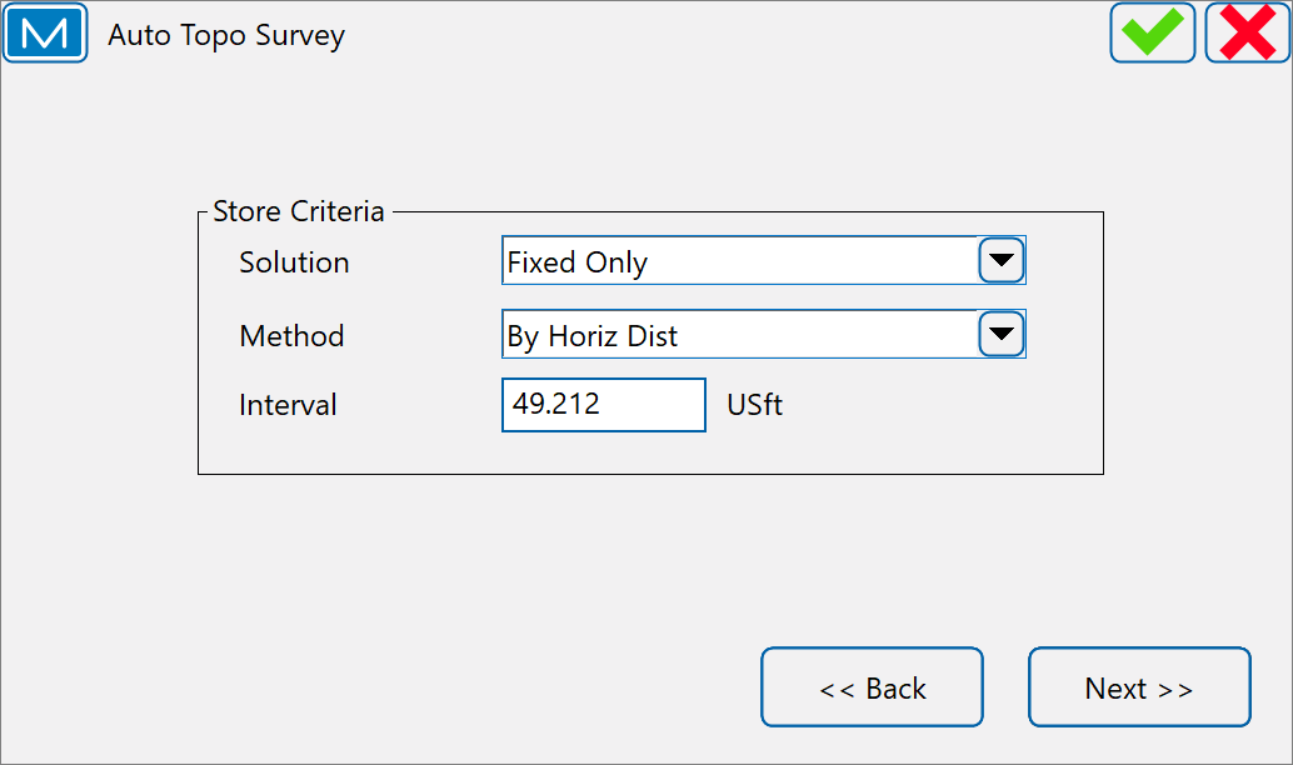 Auto Topo Survey
Store Criteria
Solution Fixed Only
Method By Horiz Dist
Interval 49.212 USft
<< Back Next >>